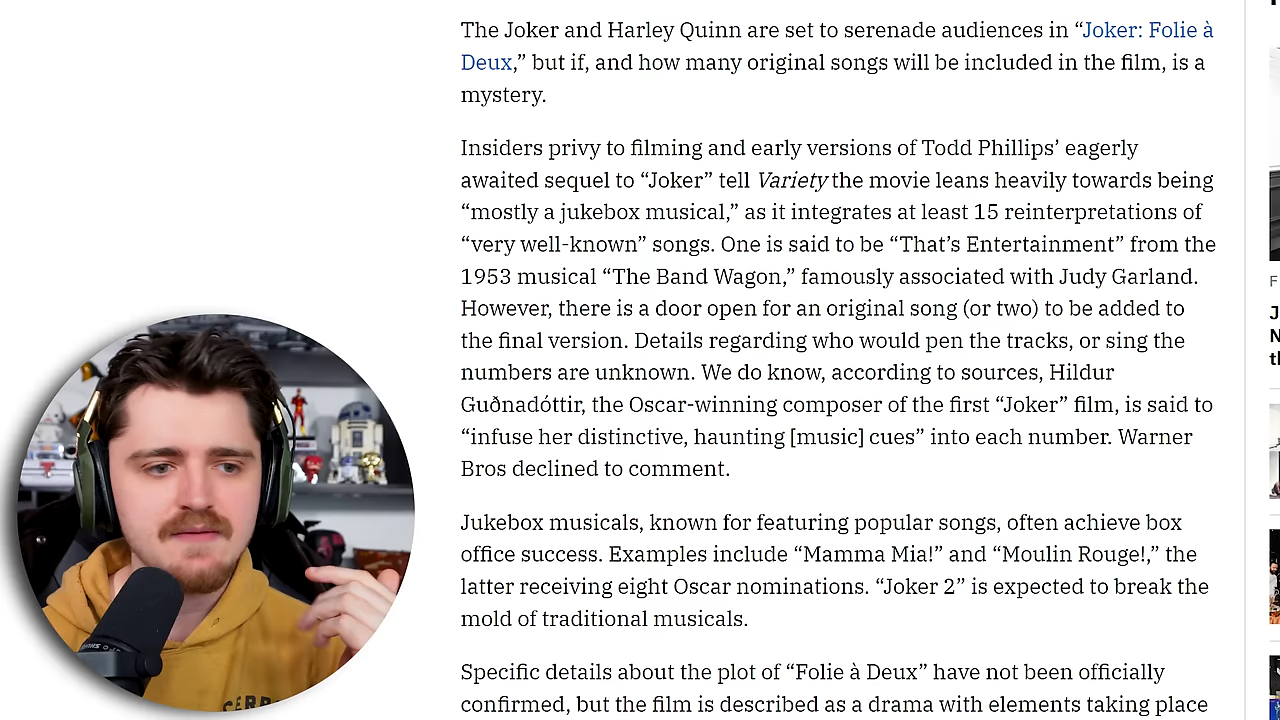 The Joker and Harley Quinn are set to serenade audiences in “Joker: Folie à
Deux,” but if, and how many original songs will be included in the film, is a
mystery.
Insiders privy to filming and early versions of Todd Phillips’ eagerly
awaited sequel to “Joker” tell Variety the movie leans heavily towards being
“mostly a jukebox musical,” as it integrates at least 15 reinterpretations of
“very well-known” songs. One is said to be “That’s Entertainment” from the
1953 musical “The Band Wagon,” famously associated with Judy Garland.
However, there is a door open for an original song (or two) to be added to
the final version. Details regarding who would pen the tracks, or sing the
numbers are unknown. We do know, according to sources, Hildur
Guðnadóttir, the Oscar-winning composer of the first “Joker” film, is said to
“infuse her distinctive, haunting [music] cues” into each number. Warner
Bros declined to comment.
Jukebox musicals, known for featuring popular songs, often achieve box
office success. Examples include “Mamma Mia!” and “Moulin Rouge!,” the
latter receiving eight Oscar nominations. “Joker 2” is expected to break the
mold of traditional musicals.
Specific details about the plot of “Folie à Deux” have not been officially
confirmed, but the film is described as a drama with elements taking place